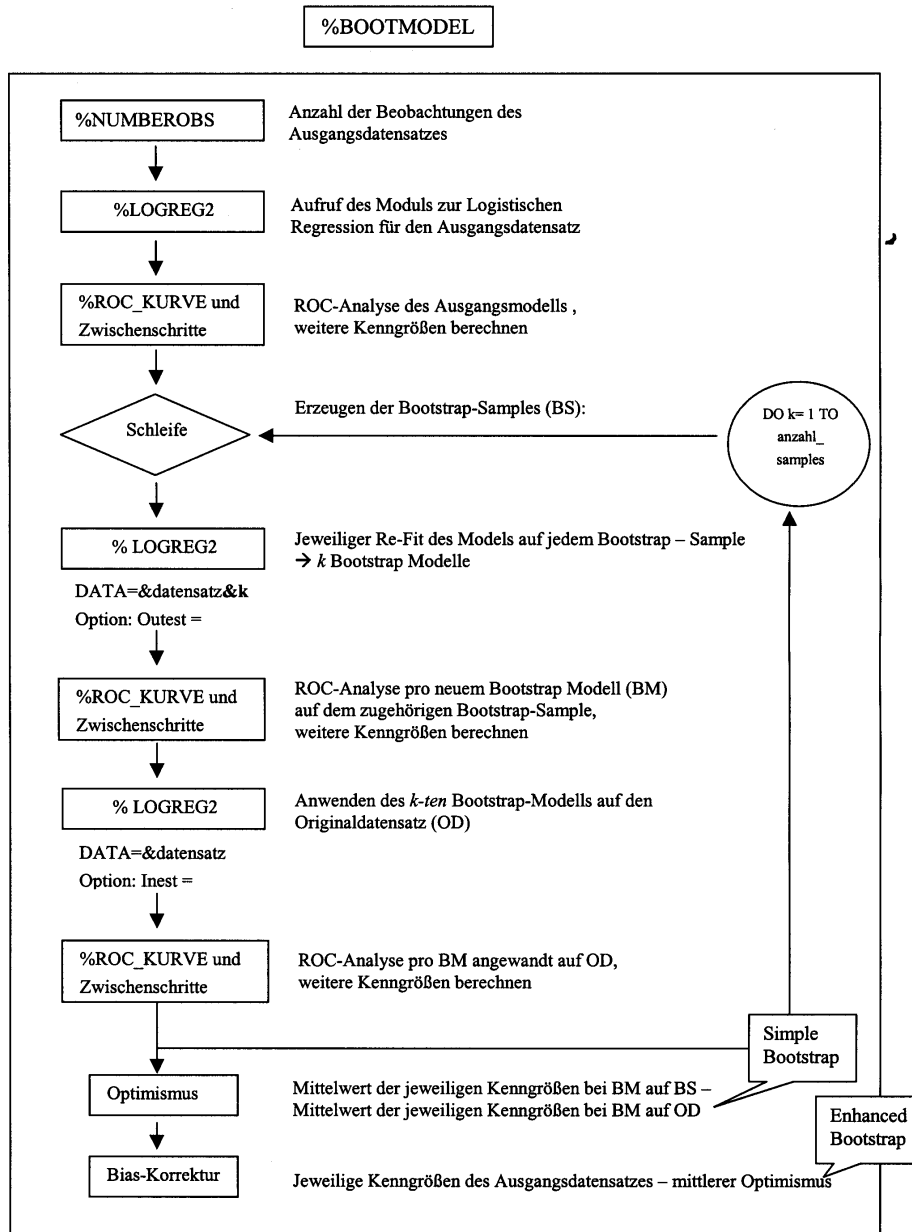 %BOOTMODEL
%NUMBEROBS
Anzahl der Beobachtungen des
Ausgangsdatensatzes
%LOGREG2
Aufruf des Moduls zur Logistischen
Regression für den Ausgangsdatensatz
%ROC_KURVE und
Zwischenschritte
ROC-Analyse des Ausgangsmodells ,
weitere Kenngrößen berechnen
Schleife
Erzeugen der Bootstrap-Samples (BS):
DO k= 1 TO
anzahl_
samples
% LOGREG2
Jeweiliger Re-Fit des Models auf jedem Bootstrap – Sample
→ k Bootstrap Modelle
DATA=&datensatz&k
Option: Outest =
%ROC_KURVE und
Zwischenschritte
ROC-Analyse pro neuem Bootstrap Modell (BM)
auf dem zugehörigen Bootstrap-Sample,
weitere Kenngrößen berechnen
% LOGREG2
Anwenden des k-ten Bootstrap-Modells auf den
Originaldatensatz (OD)
DATA=&datensatz
Option: Inest =
%ROC_KURVE und
Zwischenschritte
ROC-Analyse pro BM angewandt auf OD,
weitere Kenngrößen berechnen
Simple
Bootstrap
Optimismus
Mittelwert der jeweiligen Kenngrößen bei BM auf BS –
Mittelwert der jeweiligen Kenngrößen bei BM auf OD
Enhanced
Bootstrap
Bias-Korrektur
Jeweilige Kenngrößen des Ausgangsdatensatzes – mittlerer Optimismus